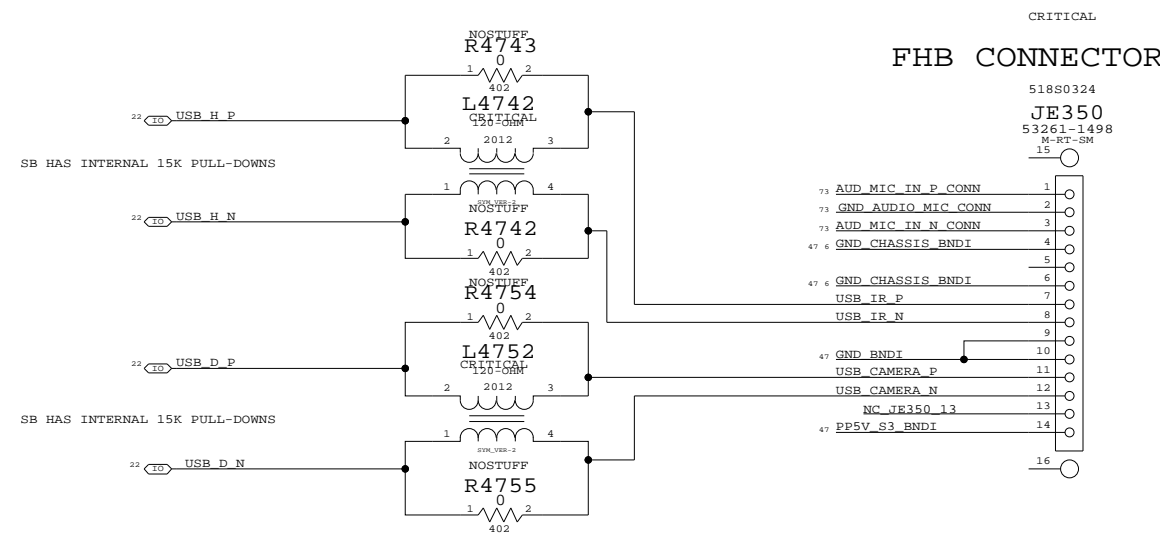 CRITICAL
FHB CONNECTOR
518S0324
JE350
53261-1498
M-RT-SM
15
NOSTUFF
R4743
0
1 2
402
L4742
CRITICAL
120-OHM
2012
2 3
22 IO USB_H_P
SB HAS INTERNAL 15K PULL-DOWNS
1 4
SYM_VER-2
NOSTUFF
R4742
0
1 2
402
22 IO USB_H_N
NOSTUFF
R4754
0
1 2
402
L4752
CRITICAL
120-OHM
2012
2 3
22 IO USB_D_P
SB HAS INTERNAL 15K PULL-DOWNS
1 4
SYM_VER-2
NOSTUFF
R4755
0
1 2
402
22 IO USB_D_N
73 AUD_MIC_IN_P_CONN 1
73 GND_AUDIO_MIC_CONN 2
73 AUD_MIC_IN_N_CONN 3
47 6 GND_CHASSIS_BNDI 4
5
47 6 GND_CHASSIS_BNDI 6
USB_IR_P 7
USB_IR_N 8
9
47 GND_BNDI 10
USB_CAMERA_P 11
USB_CAMERA_N 12
NC_JE350_13 13
47 PP5V_S3_BNDI 14
16